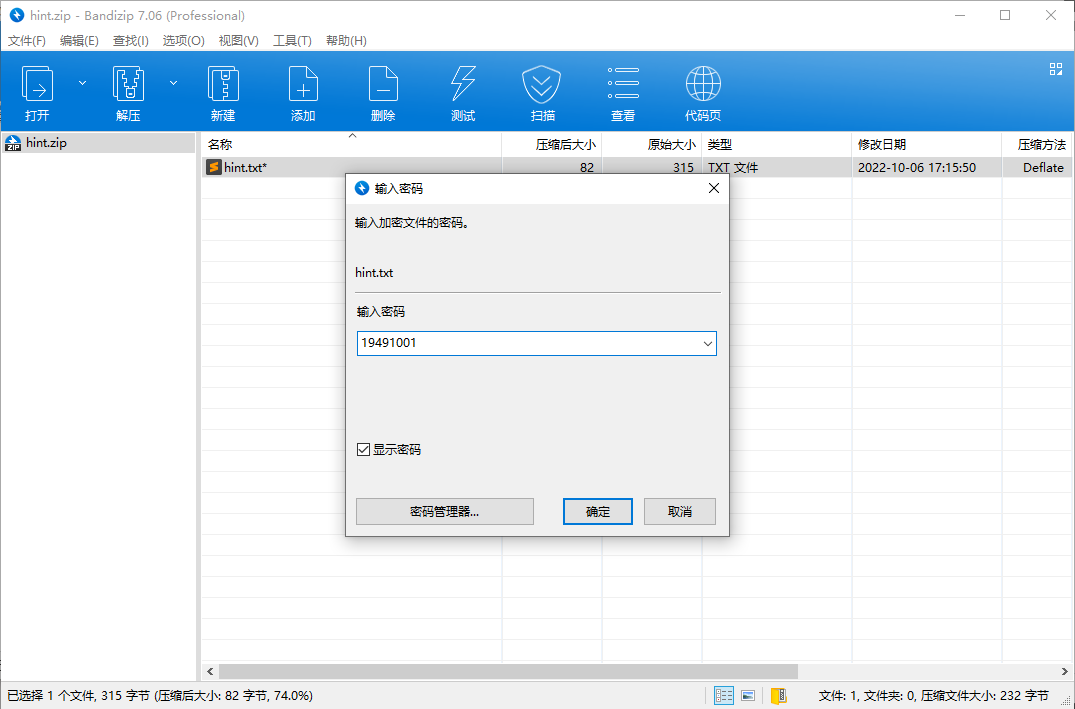 hint.zip - Bandizip 7.06 (Professional)
文件(F) 编辑(E) 查找(I) 选项(O) 视图(V) 工具(T) 帮助(H)
打开 解压 新建 添加 删除 测试 扫描 查看 代码页
ZIP hint.zip
名称 压缩后大小 原始大小 类型 修改日期 压缩方法
hint.txt* 82 315 TXT 文件 2022-10-06 17:15:50 Deflate
输入密码
输入加密文件的密码。
hint.txt
输入密码
19491001
显示密码
密码管理器... 确定 取消
已选择 1 个文件, 315 字节 (压缩后大小: 82 字节, 74.0%) 文件: 1, 文件夹: 0, 压缩文件大小: 232 字节